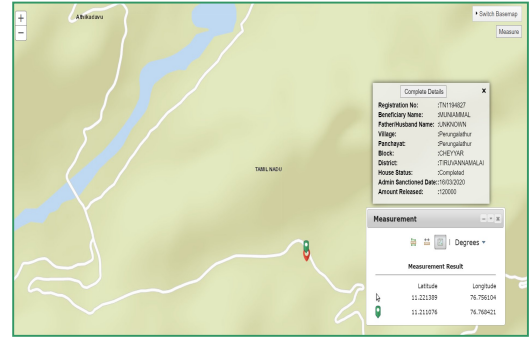 +
−
Athikadavu
Switch Basemap
Measure
TAMIL NADU
Complete Details x
Registration No: :TN1194827
Beneficiary Name: :MUNIAMMAL
Father/Husband Name: :UNKNOWN
Village: :Perungalathur
Panchayat: :Perungalathur
Block: :CHEYYAR
District: :TIRUVANNAMALAI
House Status: :Completed
Admin Sanctioned Date: :16/03/2020
Amount Released: :120000
Measurement
Degrees
Measurement Result
Latitude Longitude
11.221389 76.756104
11.211076 76.768421